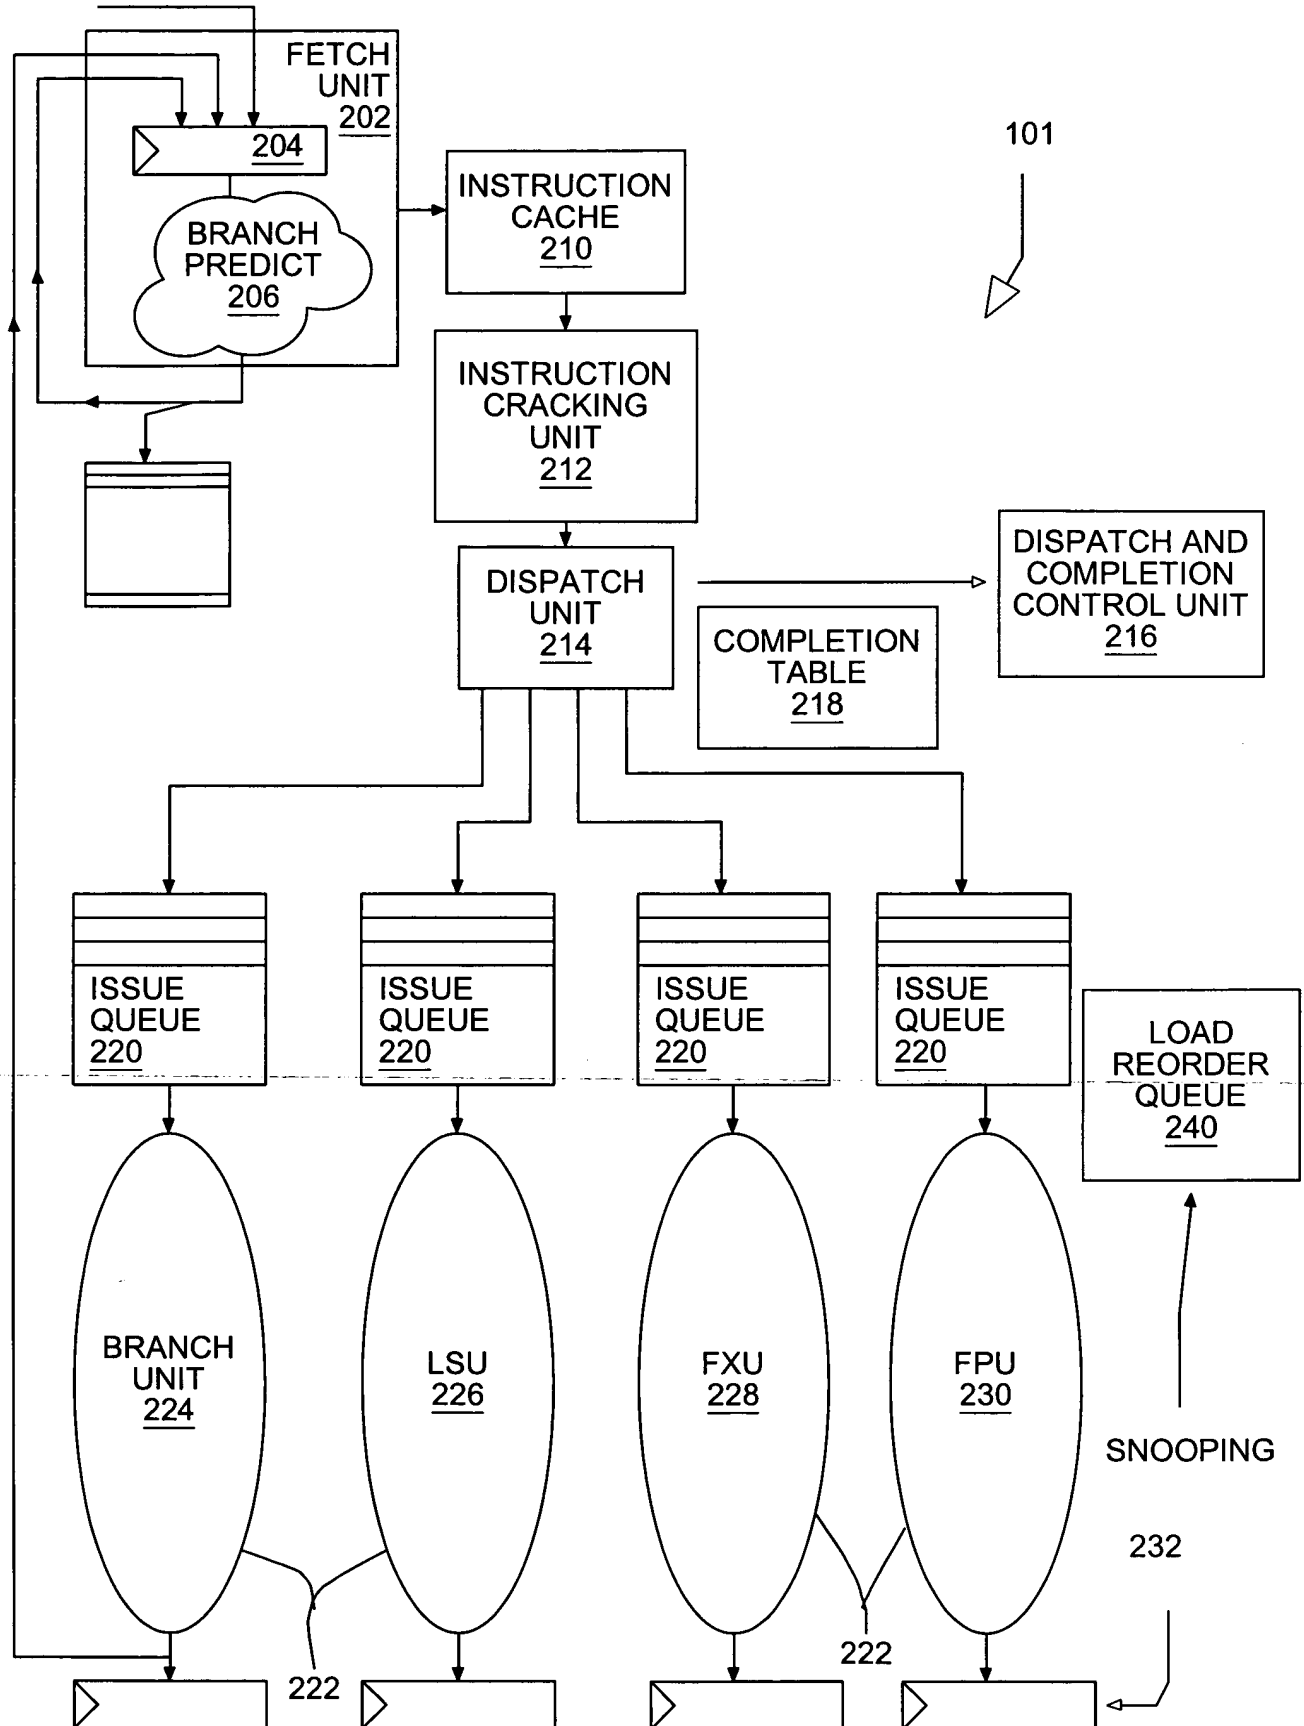 FETCH
UNIT
202
204
BRANCH
PREDICT
206
101
INSTRUCTION
CACHE
210
INSTRUCTION
CRACKING
UNIT
212
DISPATCH
UNIT
214
DISPATCH AND
COMPLETION
CONTROL UNIT
216
COMPLETION
TABLE
218
ISSUE
QUEUE
220
ISSUE
QUEUE
220
ISSUE
QUEUE
220
ISSUE
QUEUE
220
LOAD
REORDER
QUEUE
240
BRANCH
UNIT
224
LSU
226
FXU
228
FPU
230
SNOOPING
232
222
222